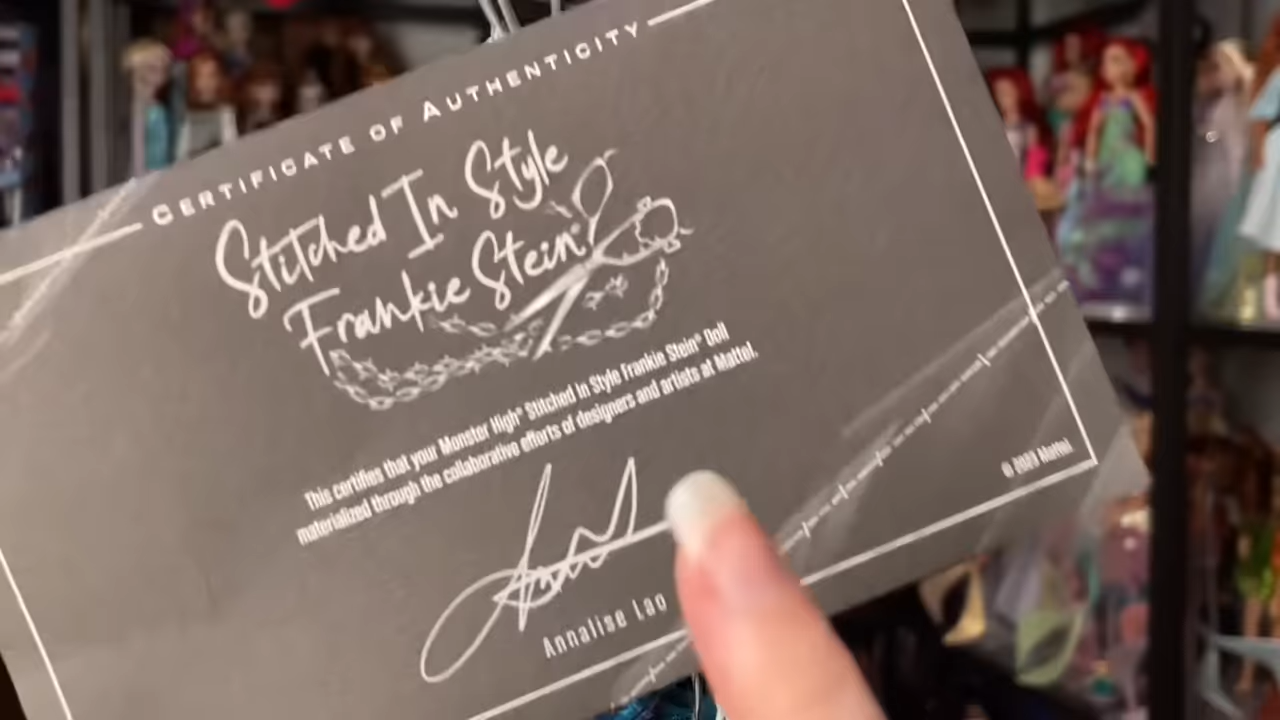 CERTIFICATE OF AUTHENTICITY
Stitched In Style
Frankie Stein®
This certifies that your Monster High® Stitched In Style Frankie Stein® Doll
materialized through the collaborative efforts of designers and artists at Mattel.
Annalise Lao
© Mattel